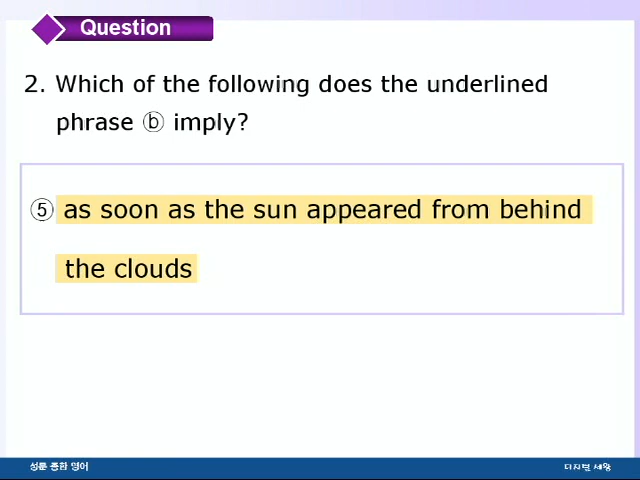 Question
2. Which of the following does the underlined
phrase ⓑ imply?
⑤ as soon as the sun appeared from behind
the clouds
성문 종합 영어
디지털 세왕